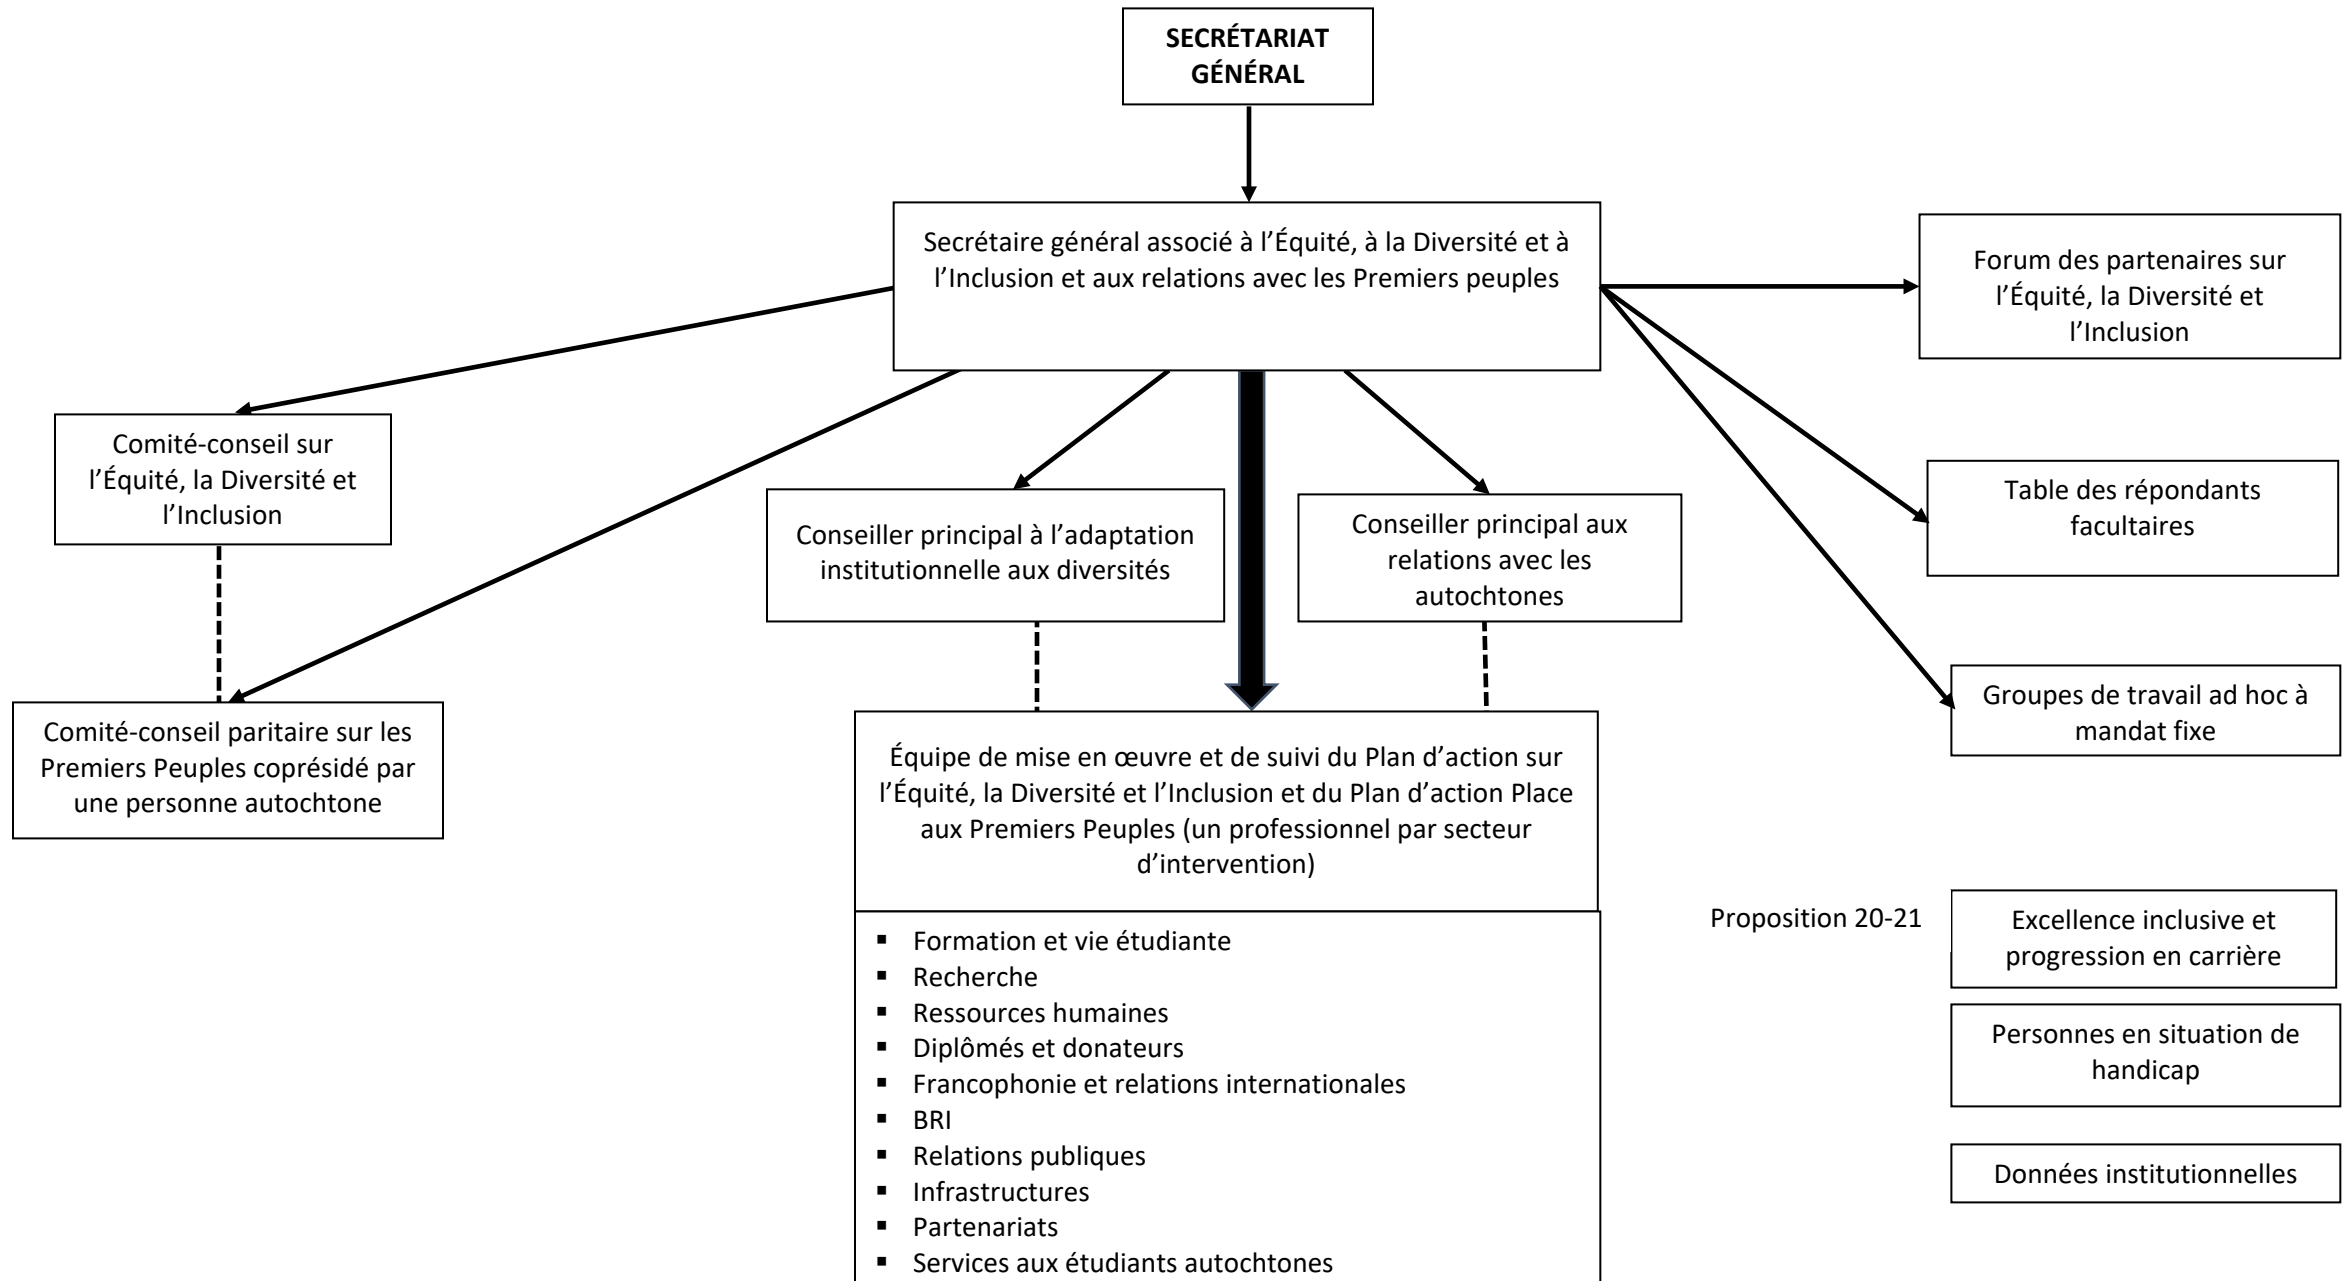 SECRÉTARIAT
GÉNÉRAL
Secrétaire général associé à l’Équité, à la Diversité et à
l’Inclusion et aux relations avec les Premiers peuples
Forum des partenaires sur
l’Équité, la Diversité et
l’Inclusion
Comité-conseil sur
l’Équité, la Diversité et
l’Inclusion
Conseiller principal à l’adaptation
institutionnelle aux diversités
Conseiller principal aux
relations avec les
autochtones
Table des répondants
facultaires
Comité-conseil paritaire sur les
Premiers Peuples coprésidé par
une personne autochtone
Groupes de travail ad hoc à
mandat fixe
Équipe de mise en œuvre et de suivi du Plan d’action sur
l’Équité, la Diversité et l’Inclusion et du Plan d’action Place
aux Premiers Peuples (un professionnel par secteur
d’intervention)
▪ Formation et vie étudiante
▪ Recherche
▪ Ressources humaines
▪ Diplômés et donateurs
▪ Francophonie et relations internationales
▪ BRI
▪ Relations publiques
▪ Infrastructures
▪ Partenariats
▪ Services aux étudiants autochtones
Proposition 20-21
Excellence inclusive et
progression en carrière
Personnes en situation de
handicap
Données institutionnelles